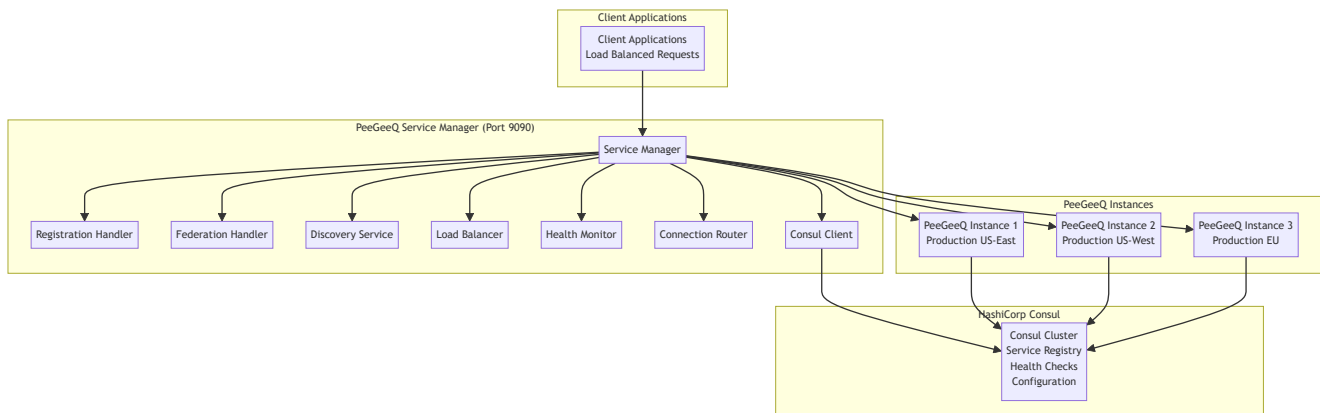 Client Applications
Client Applications
Load Balanced Requests
PeeGeeQ Service Manager (Port 9090)
Service Manager
Registration Handler
Federation Handler
Discovery Service
Load Balancer
Health Monitor
Connection Router
Consul Client
PeeGeeQ Instances
PeeGeeQ Instance 1
Production US-East
PeeGeeQ Instance 2
Production US-West
PeeGeeQ Instance 3
Production EU
HashiCorp Consul
Consul Cluster
Service Registry
Health Checks
Configuration